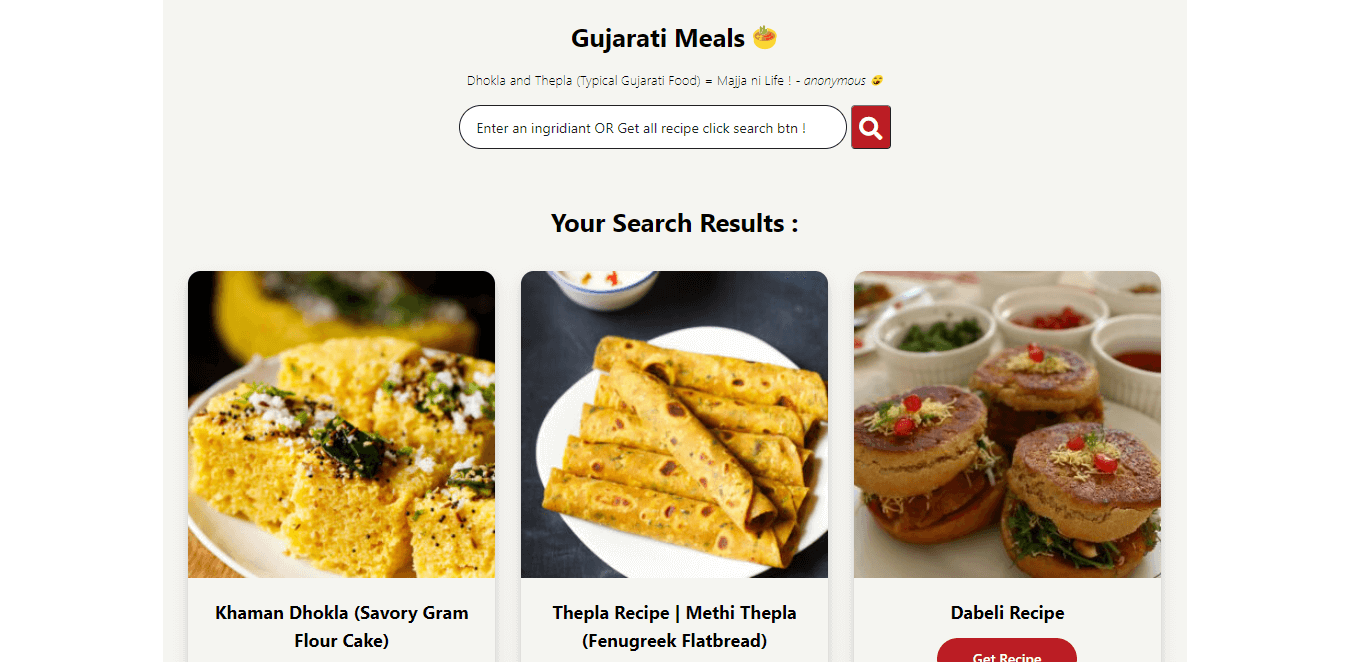 Gujarati Meals 🥗
Dhokla and Thepla (Typical Gujarati Food) = Majja ni Life ! - anonymous 🤣
Enter an ingridiant OR Get all recipe click search btn !
Your Search Results :
Khaman Dhokla (Savory Gram
Flour Cake)
Thepla Recipe | Methi Thepla
(Fenugreek Flatbread)
Dabeli Recipe
Get Recipe